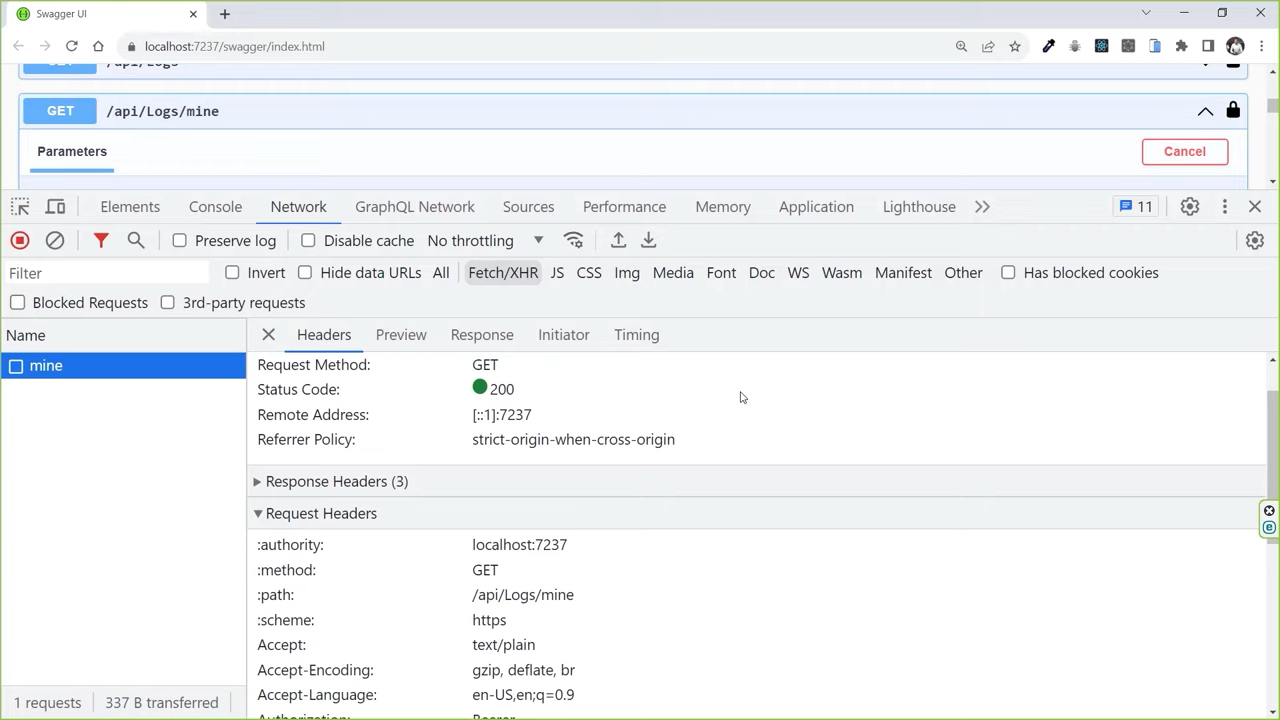 Swagger UI
localhost:7237/swagger/index.html
GET /api/Logs
GET /api/Logs/mine
Parameters
Cancel
Elements Console Network GraphQL Network Sources Performance Memory Application Lighthouse 11
Preserve log Disable cache No throttling
Filter Invert Hide data URLs All Fetch/XHR JS CSS Img Media Font Doc WS Wasm Manifest Other Has blocked cookies
Blocked Requests 3rd-party requests
Name Headers Preview Response Initiator Timing
mine
Request Method: GET
Status Code: 200
Remote Address: [::1]:7237
Referrer Policy: strict-origin-when-cross-origin
Response Headers (3)
Request Headers
:authority: localhost:7237
:method: GET
:path: /api/Logs/mine
:scheme: https
Accept: text/plain
Accept-Encoding: gzip, deflate, br
Accept-Language: en-US,en;q=0.9
Authorization: Bearer
1 requests 337 B transferred